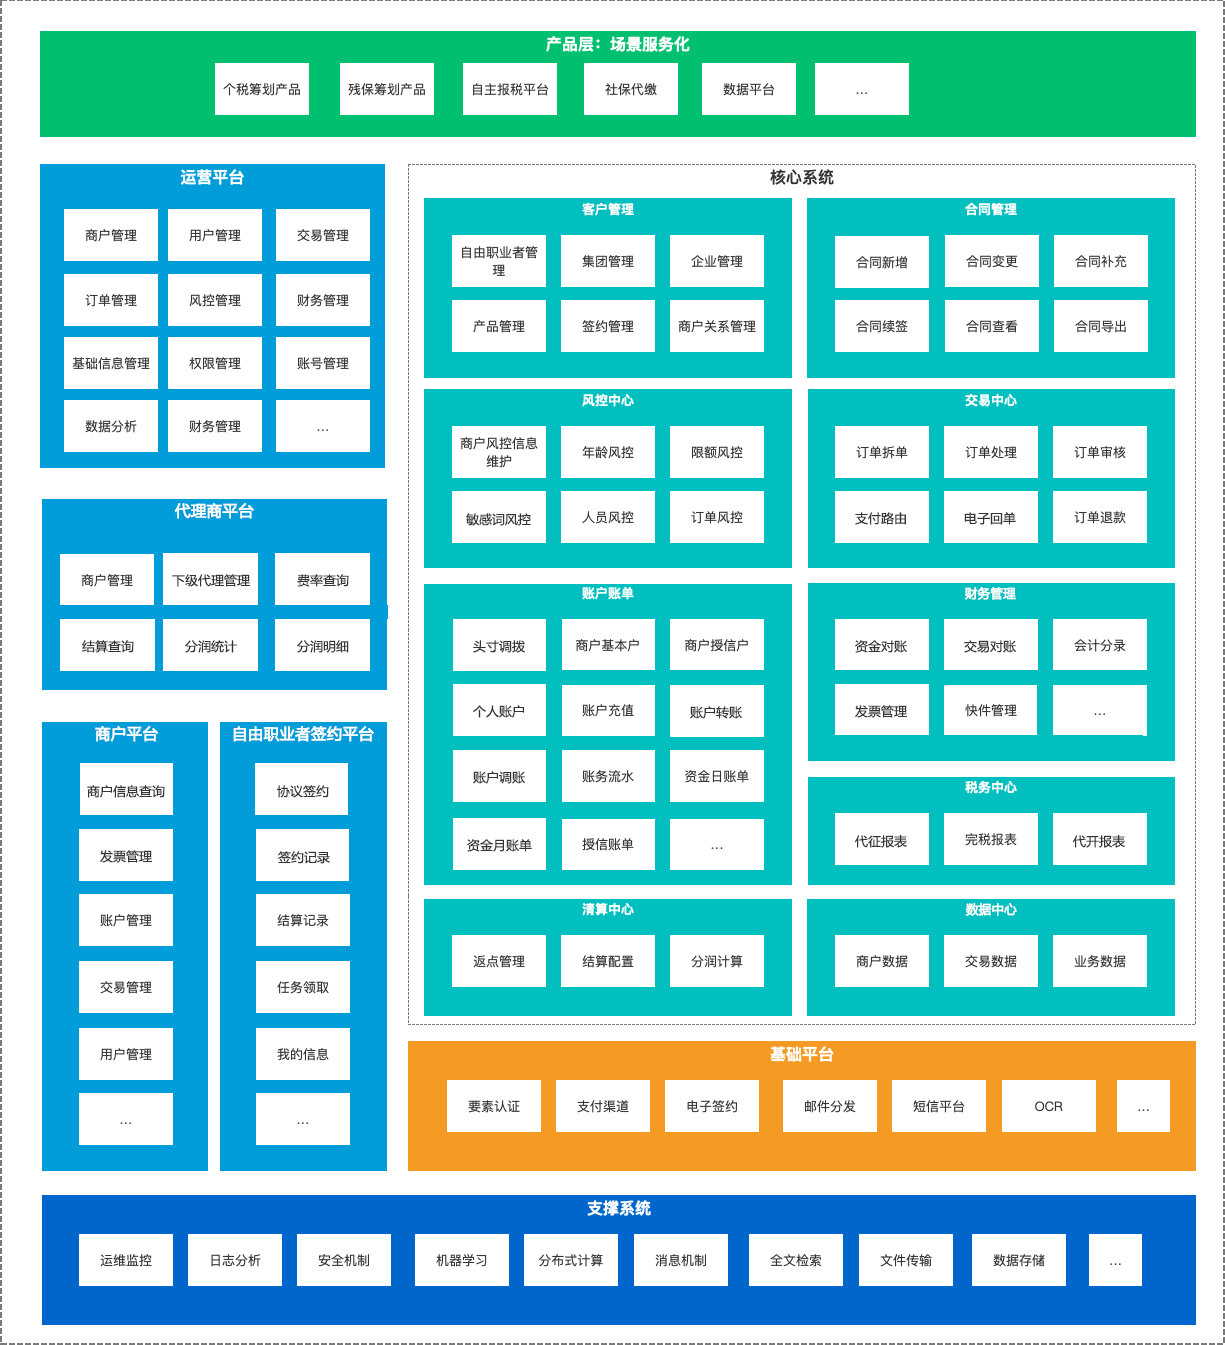 产品层：场景服务化
个税筹划产品
残保筹划产品
自主报税平台
社保代缴
数据平台
...
运营平台
商户管理
用户管理
交易管理
订单管理
风控管理
财务管理
基础信息管理
权限管理
账号管理
数据分析
财务管理
...
代理商平台
商户管理
下级代理管理
费率查询
结算查询
分润统计
分润明细
商户平台
商户信息查询
发票管理
账户管理
交易管理
用户管理
...
自由职业者签约平台
协议签约
签约记录
结算记录
任务领取
我的信息
...
核心系统
客户管理
自由职业者管
理
集团管理
企业管理
产品管理
签约管理
商户关系管理
合同管理
合同新增
合同变更
合同补充
合同续签
合同查看
合同导出
风控中心
商户风控信息
维护
年龄风控
限额风控
敏感词风控
人员风控
订单风控
交易中心
订单拆单
订单处理
订单审核
支付路由
电子回单
订单退款
账户账单
头寸调拨
商户基本户
商户授信户
个人账户
账户充值
账户转账
账户调账
账务流水
资金日账单
资金月账单
授信账单
...
财务管理
资金对账
交易对账
会计分录
发票管理
快件管理
...
税务中心
代征报表
完税报表
代开报表
清算中心
返点管理
结算配置
分润计算
数据中心
商户数据
交易数据
业务数据
基础平台
要素认证
支付渠道
电子签约
邮件分发
短信平台
OCR
...
支撑系统
运维监控
日志分析
安全机制
机器学习
分布式计算
消息机制
全文检索
文件传输
数据存储
...